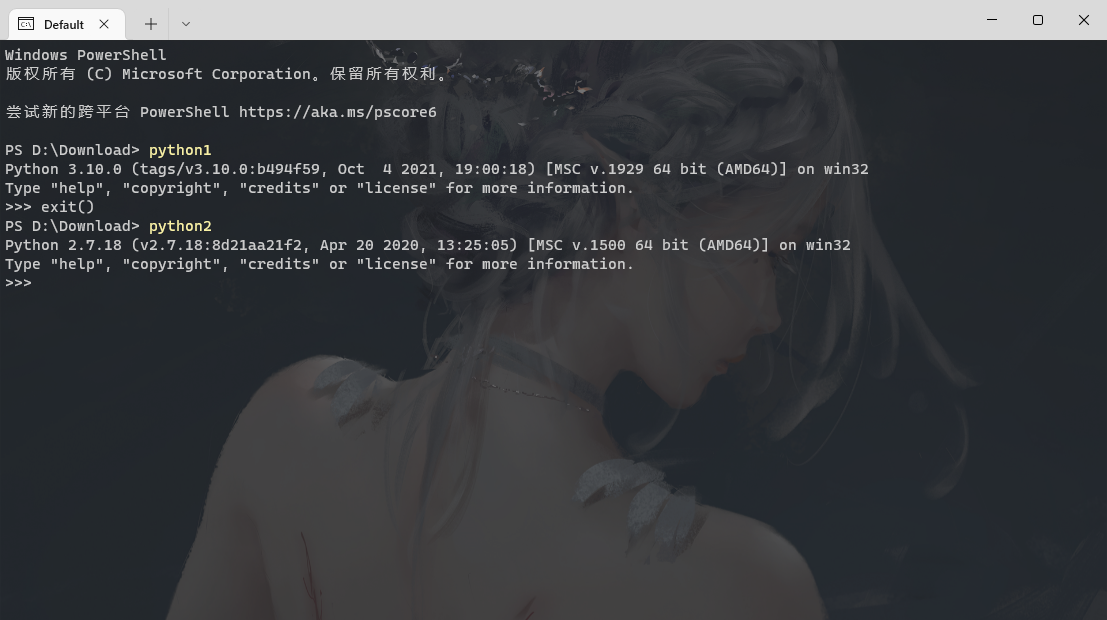 Default
Windows PowerShell
版权所有 (C) Microsoft Corporation。保留所有权利。
尝试新的跨平台 PowerShell https://aka.ms/pscore6
PS D:\Download> python1
Python 3.10.0 (tags/v3.10.0:b494f59, Oct  4 2021, 19:00:18) [MSC v.1929 64 bit (AMD64)] on win32
Type "help", "copyright", "credits" or "license" for more information.
>>> exit()
PS D:\Download> python2
Python 2.7.18 (v2.7.18:8d21aa21f2, Apr 20 2020, 13:25:05) [MSC v.1500 64 bit (AMD64)] on win32
Type "help", "copyright", "credits" or "license" for more information.
>>>